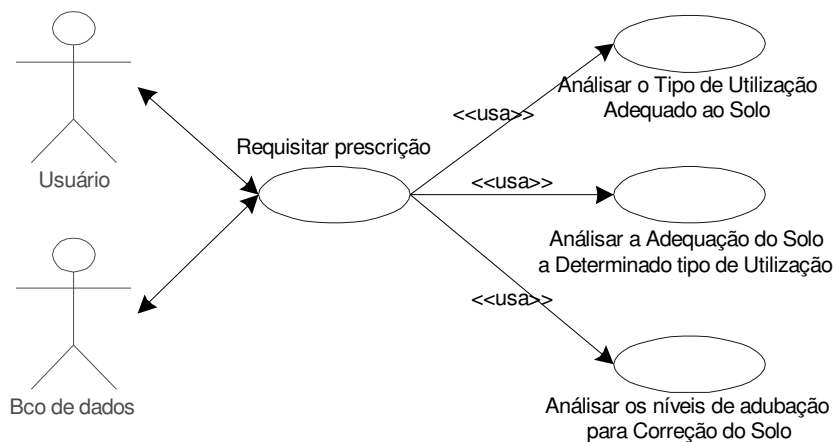 Análisar o Tipo de Utilização
Adequado ao Solo
<<usa>>
Requisitar prescrição
Usuário
<<usa>>
Análisar a Adequação do Solo
a Determinado tipo de Utilização
<<usa>>
Bco de dados
Análisar os níveis de adubação
para Correção do Solo